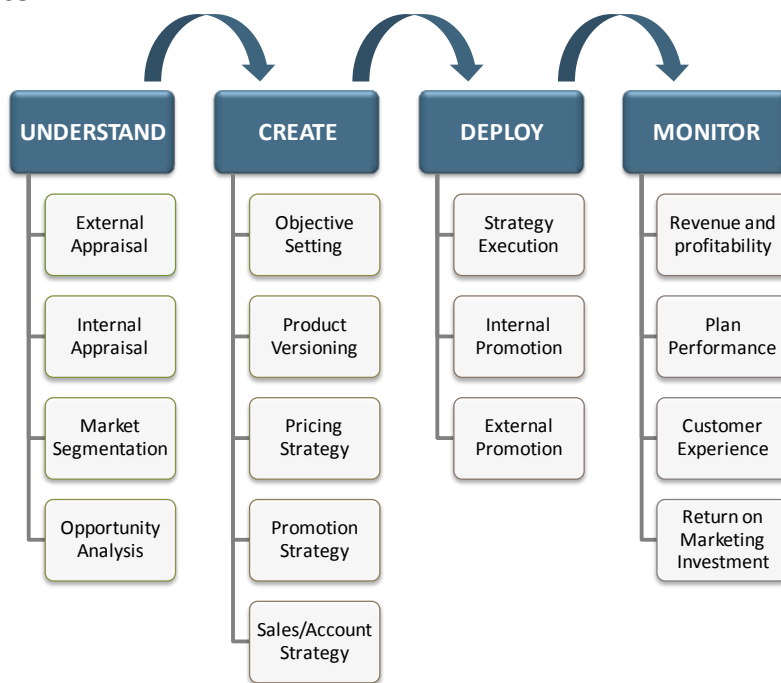 UNDERSTAND
External
Appraisal
Internal
Appraisal
Market
Segmentation
Opportunity
Analysis
CREATE
Objective
Setting
Product
Versioning
Pricing
Strategy
Promotion
Strategy
Sales/Account
Strategy
DEPLOY
Strategy
Execution
Internal
Promotion
External
Promotion
MONITOR
Revenue and
profitability
Plan
Performance
Customer
Experience
Return on
Marketing
Investment